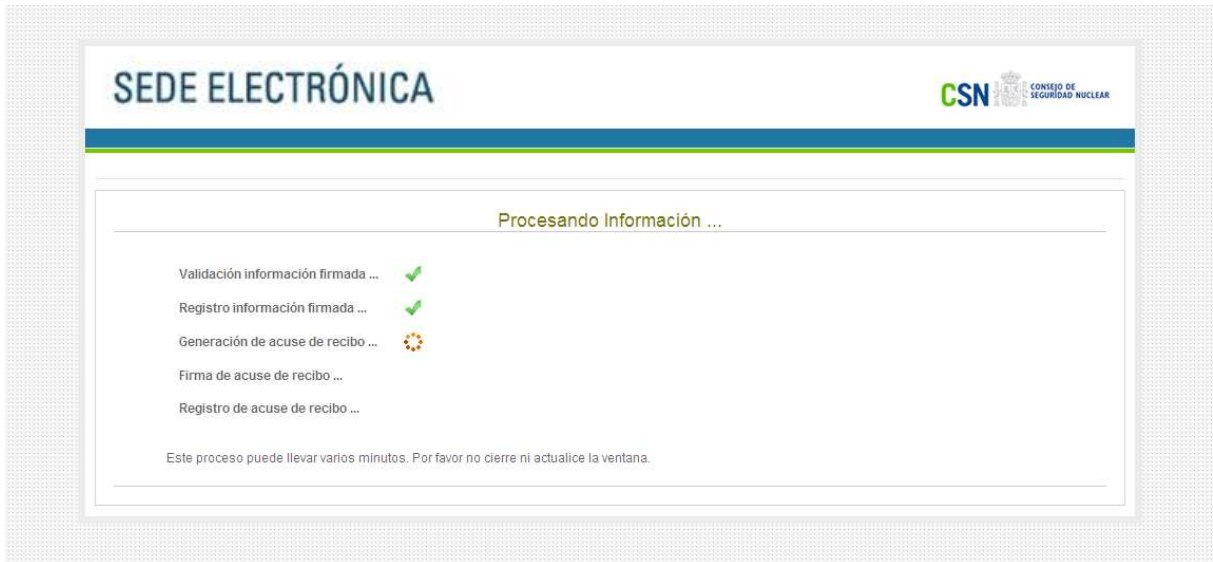 SEDE ELECTRÓNICA
CSN
CONSEJO DE
SEGURIDAD NUCLEAR
Procesando Información ...
Validación información firmada ...
Registro información firmada ...
Generación de acuse de recibo ...
Firma de acuse de recibo ...
Registro de acuse de recibo ...
Este proceso puede llevar varios minutos. Por favor no cierre ni actualice la ventana.